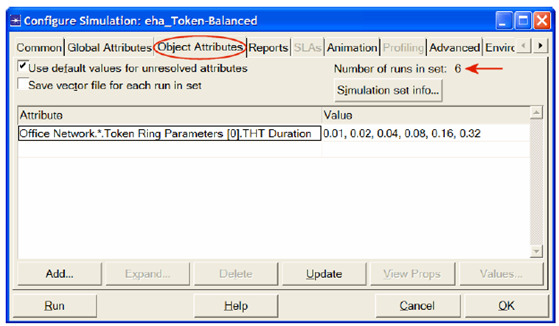 Configure Simulation: eha_Token-Balanced
Common Global Attributes Object Attributes Reports SLAs Animation Profiling Advanced Enviro
Use default values for unresolved attributes Number of runs in set: 6
Save vector file for each run in set
Simulation set info...
Attribute Value
Office Network.*.Token Ring Parameters [0].THT Duration 0.01, 0.02, 0.04, 0.08, 0.16, 0.32
Add... Expand... Delete Update View Props Values...
Run Help Cancel OK